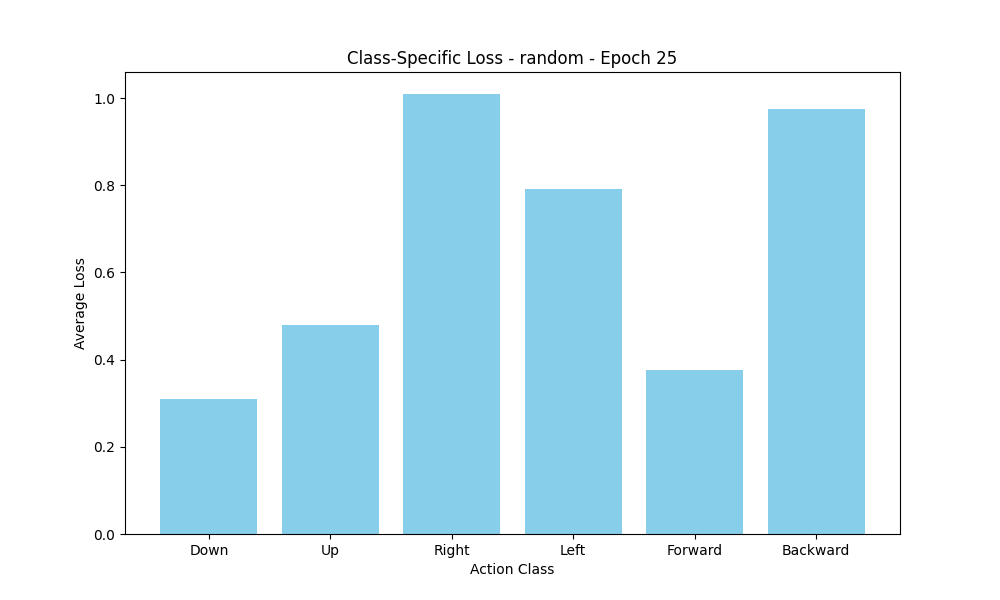 Class-Specific Loss - random - Epoch 25
Average Loss
1.0
0.8
0.6
0.4
0.2
0.0
Down Up Right Left Forward Backward
Action Class